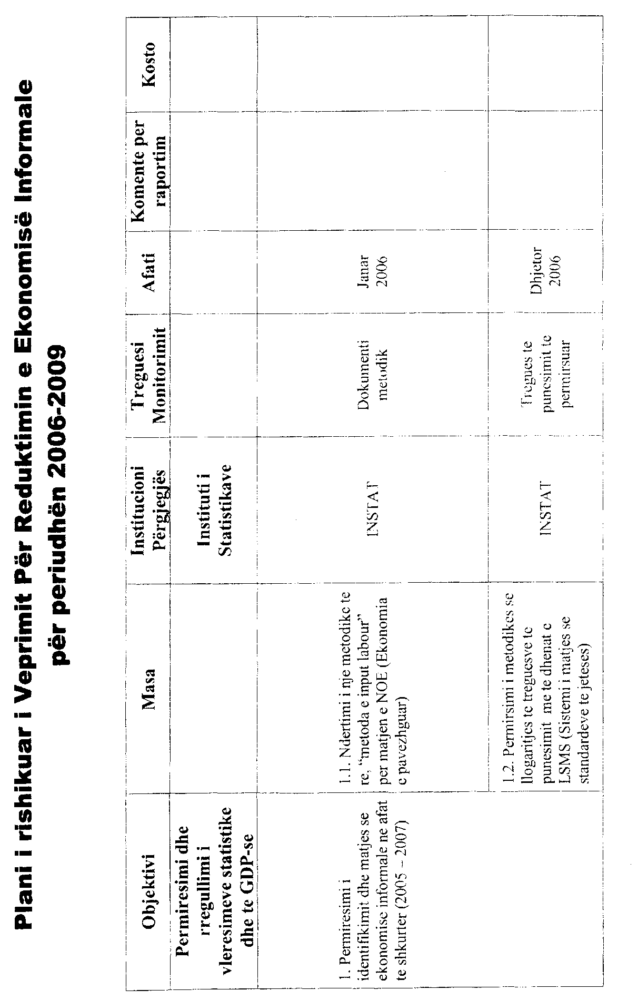 Plani i rishikuar i Veprimit Për Reduktimin e Ekonomisë Informale
për periudhën 2006-2009
Objektivi
Masa
Institucioni
Përgjegjës
Treguesi
Monitorimit
Afati
Komente per
raportim
Kosto
Permiresimi dhe
rregullimi i
vleresimeve statistike
dhe te GDP-se
Instituti i
Statistikave
1. Permiresimi i
identifikimit dhe matjes se
ekonomise informale ne afat
te shkurter (2005 – 2007)
1.1. Ndertimi i nje metodike te
re, “metoda e input labour”
per matjen e NOE (Ekonomia
e pavezhguar)
INSTAT
Dokumenti
metodik
Janar
2006
1.2. Permirsimi i metodikes se
llogaritjes te treguesve te
punesimit me te dhenat e
LSMS (Sistemi i matjes se
standardeve te jeteses)
INSTAT
Tregues te
punesimit te
permirsuar
Dhjetor
2006